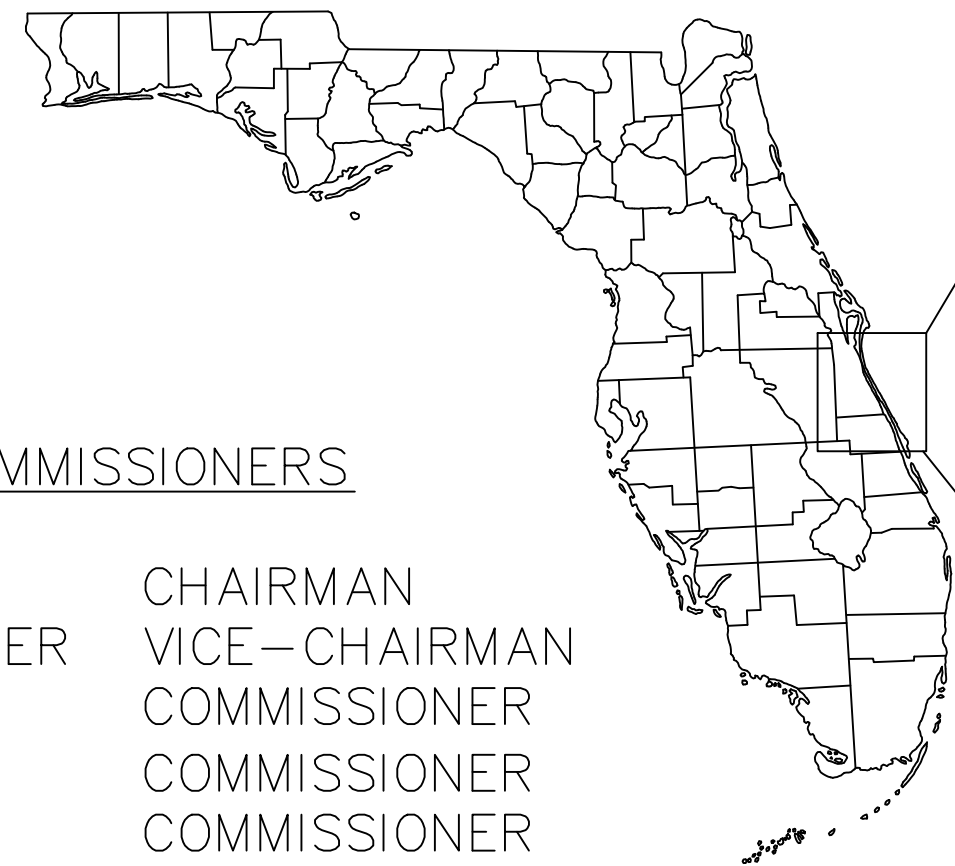 MMISSIONERS
CHAIRMAN
ER VICE-CHAIRMAN
COMMISSIONER
COMMISSIONER
COMMISSIONER